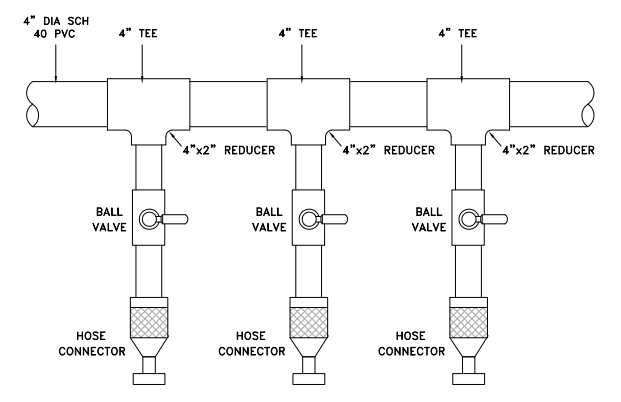 4" DIA SCH
40 PVC
4" TEE
4" TEE
4" TEE
4"x2" REDUCER
4"x2" REDUCER
4"x2" REDUCER
BALL
VALVE
BALL
VALVE
BALL
VALVE
HOSE
CONNECTOR
HOSE
CONNECTOR
HOSE
CONNECTOR